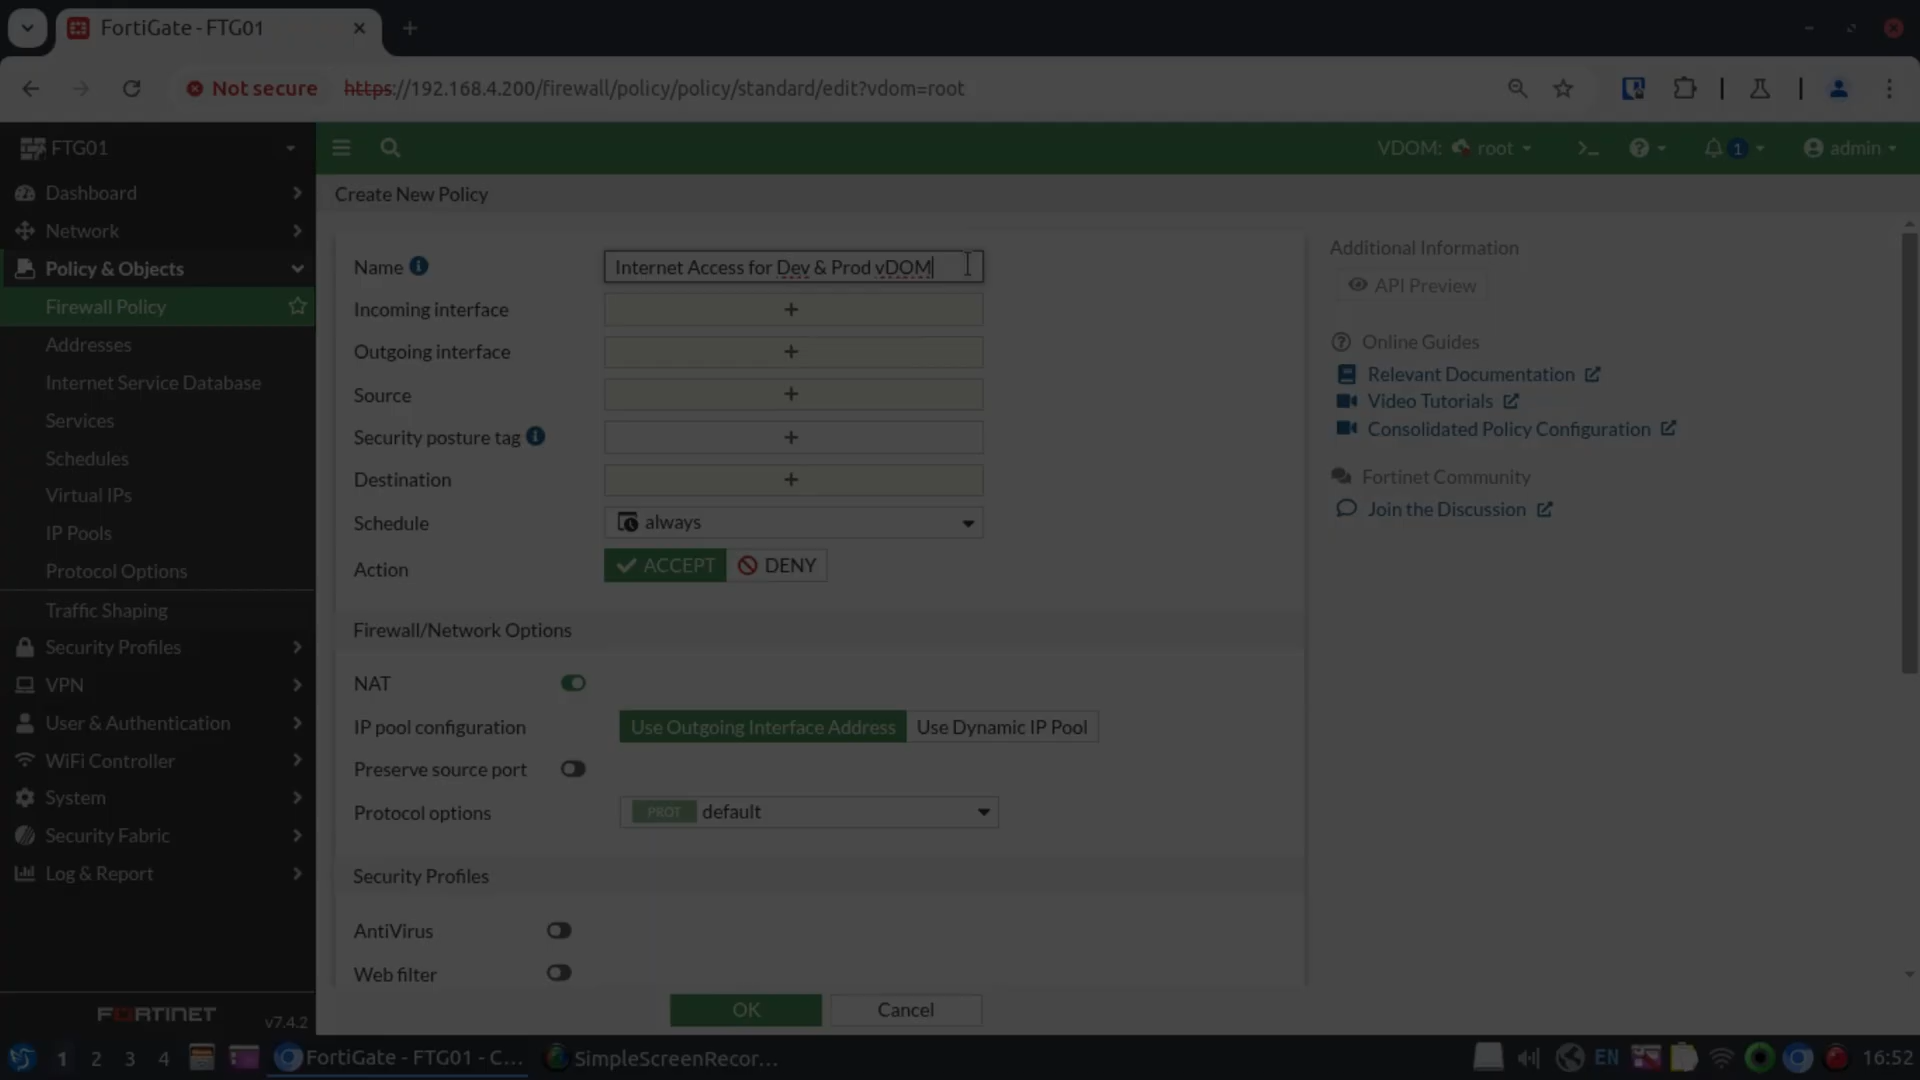 FortiGate - FTG01
Not secure
https://192.168.4.200/firewall/policy/policy/standard/edit?vdom=root
FTG01
VDOM: root
>_
1
admin
Dashboard
Network
Policy & Objects
Firewall Policy
Addresses
Internet Service Database
Services
Schedules
Virtual IPs
IP Pools
Protocol Options
Traffic Shaping
Security Profiles
VPN
User & Authentication
WiFi Controller
System
Security Fabric
Log & Report
FORTINET
v7.4.2
Create New Policy
Name
Internet Access for Dev & Prod vDOM
Incoming interface
+
Outgoing interface
+
Source
+
Security posture tag
+
Destination
+
Schedule
always
Action
ACCEPT
DENY
Firewall/Network Options
NAT
IP pool configuration
Use Outgoing Interface Address
Use Dynamic IP Pool
Preserve source port
Protocol options
PROT default
Security Profiles
AntiVirus
Web filter
OK
Cancel
Additional Information
API Preview
Online Guides
Relevant Documentation
Video Tutorials
Consolidated Policy Configuration
Fortinet Community
Join the Discussion
1 2 3 4
FortiGate - FTG01 - C...
SimpleScreenRecor...
EN
16:52